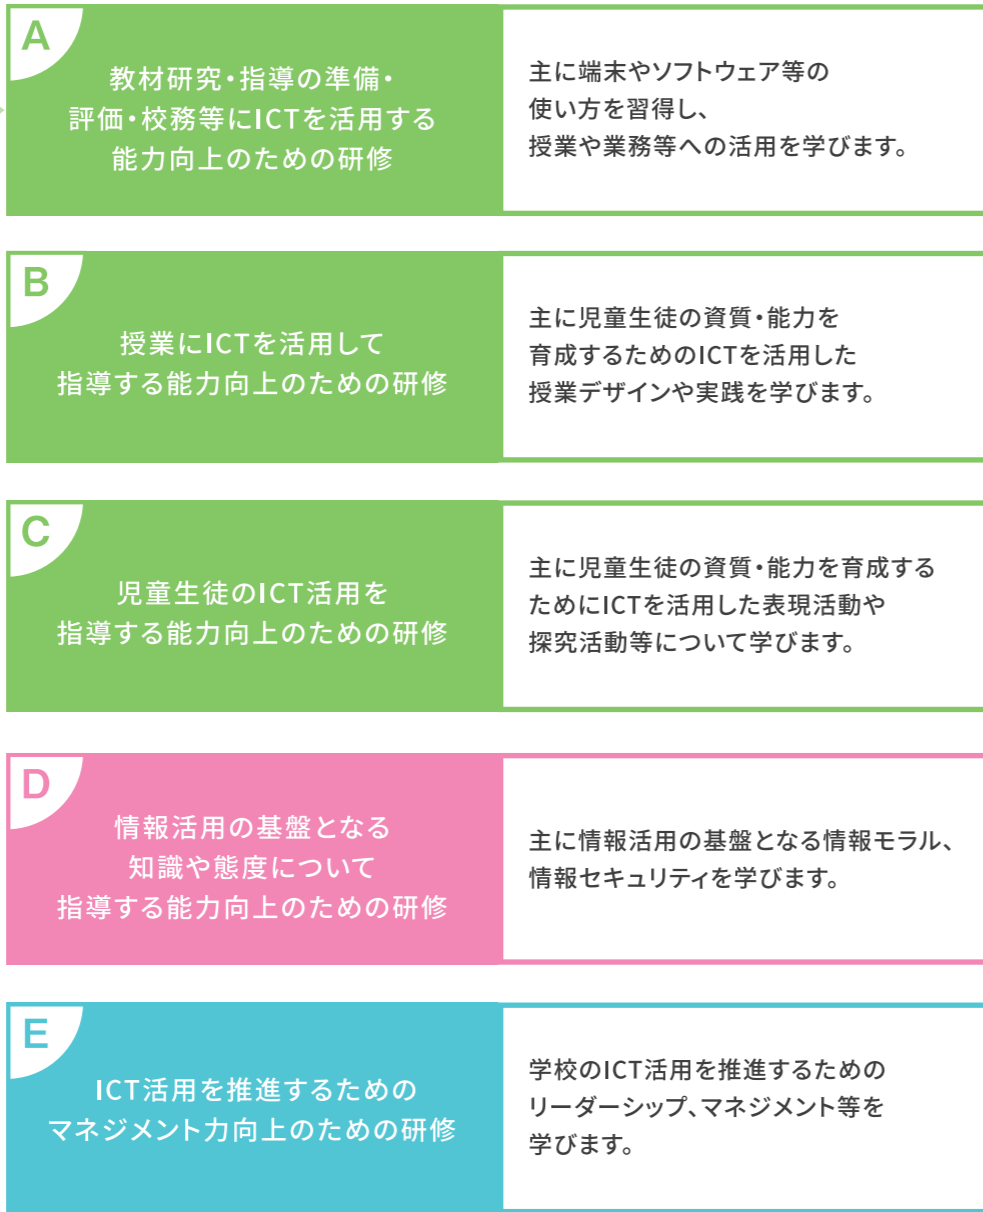 A
教材研究・指導の準備・
評価・校務等にICTを活用する
能力向上のための研修
主に端末やソフトウェア等の
使い方を習得し、
授業や業務等への活用を学びます。
B
授業にICTを活用して
指導する能力向上のための研修
主に児童生徒の資質・能力を
育成するためのICTを活用した
授業デザインや実践を学びます。
C
児童生徒のICT活用を
指導する能力向上のための研修
主に児童生徒の資質・能力を育成する
ためにICTを活用した表現活動や
探究活動等について学びます。
D
情報活用の基盤となる
知識や態度について
指導する能力向上のための研修
主に情報活用の基盤となる情報モラル、
情報セキュリティを学びます。
E
ICT活用を推進するための
マネジメント力向上のための研修
学校のICT活用を推進するための
リーダーシップ、マネジメント等を
学びます。